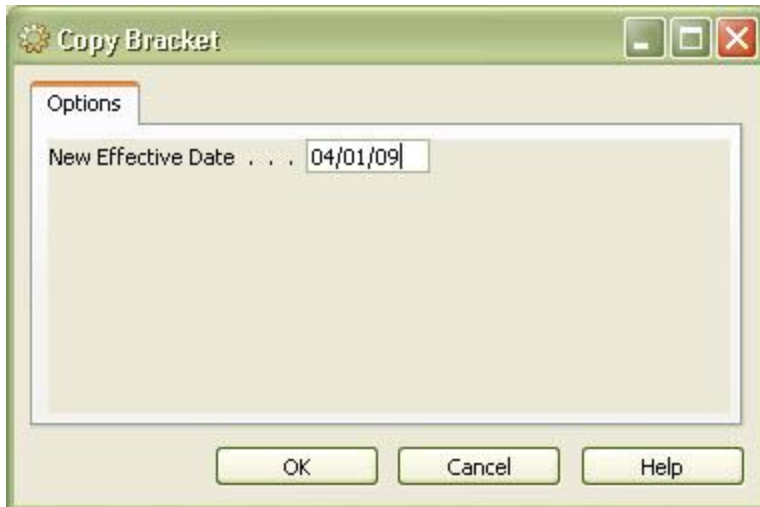 Copy Bracket
Options
New Effective Date . . . 04/01/09
OK Cancel Help